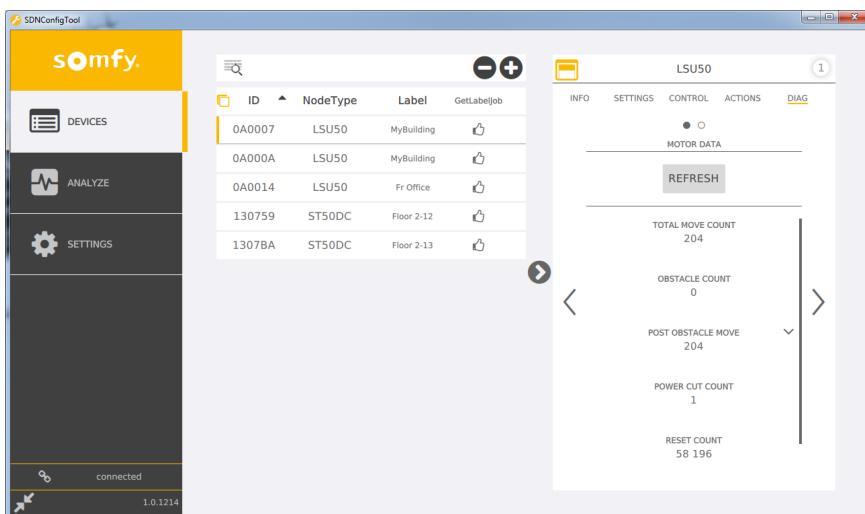 SDNConfigTool
somfy.
DEVICES
ANALYZE
SETTINGS
connected
1.0.1214
ID NodeType Label GetLabelJob
0A0007 LSU50 MyBuilding
0A000A LSU50 MyBuilding
0A0014 LSU50 Fr Office
130759 ST50DC Floor 2-12
1307BA ST50DC Floor 2-13
LSU50 1
INFO SETTINGS CONTROL ACTIONS DIAG
MOTOR DATA
REFRESH
TOTAL MOVE COUNT
204
OBSTACLE COUNT
0
POST OBSTACLE MOVE
204
POWER CUT COUNT
1
RESET COUNT
58 196